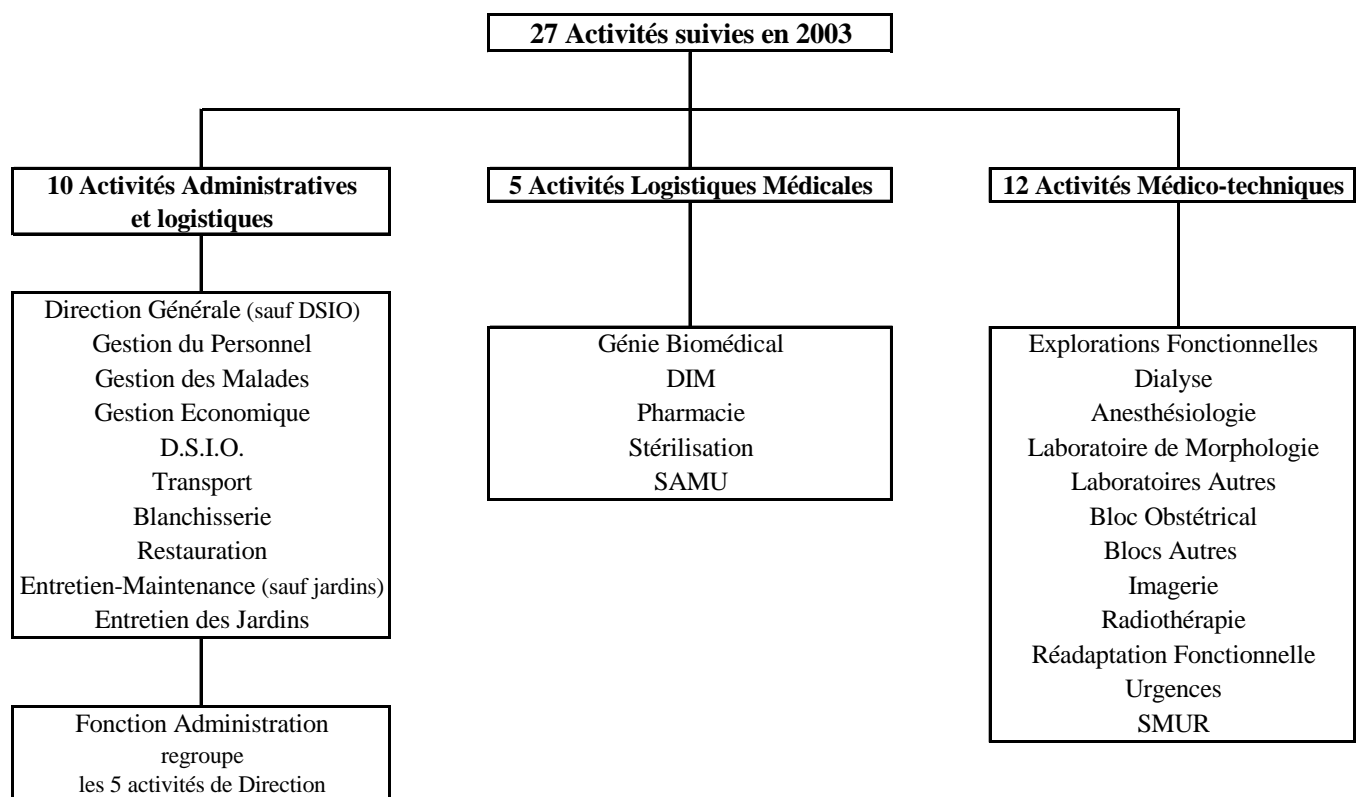 27 Activités suivies en 2003
10 Activités Administratives
et logistiques
5 Activités Logistiques Médicales
12 Activités Médico-techniques
Direction Générale (sauf DSIO)
Gestion du Personnel
Gestion des Malades
Gestion Economique
D.S.I.O.
Transport
Blanchisserie
Restauration
Entretien-Maintenance (sauf jardins)
Entretien des Jardins
Fonction Administration
regroupe
les 5 activités de Direction
Génie Biomédical
DIM
Pharmacie
Stérilisation
SAMU
Explorations Fonctionnelles
Dialyse
Anesthésiologie
Laboratoire de Morphologie
Laboratoires Autres
Bloc Obstétrical
Blocs Autres
Imagerie
Radiothérapie
Réadaptation Fonctionnelle
Urgences
SMUR